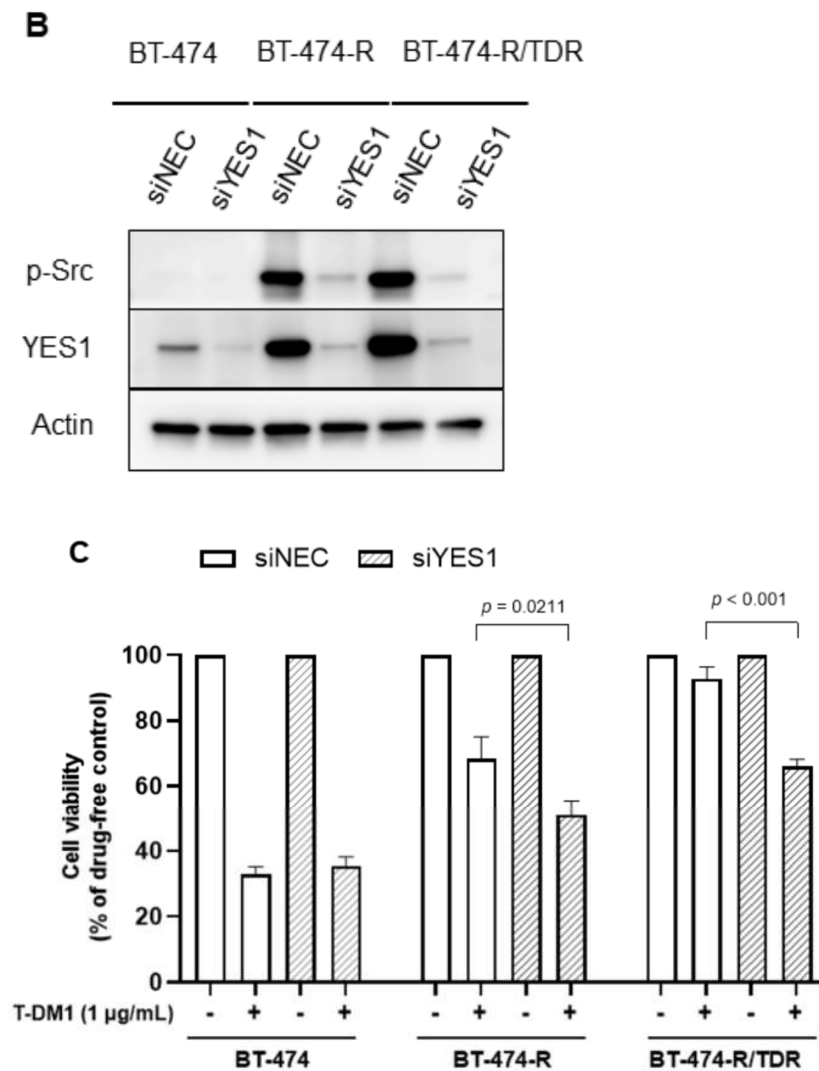 B
BT-474 BT-474-R BT-474-R/TDR
siNEC siYES1 siNEC siYES1 siNEC siYES1
p-Src
YES1
Actin
C
siNEC siYES1
p = 0.0211 p < 0.001
Cell viability
(% of drug-free control)
100
80
60
40
20
0
T-DM1 (1 µg/mL) - + - + - + - + - + - +
BT-474 BT-474-R BT-474-R/TDR